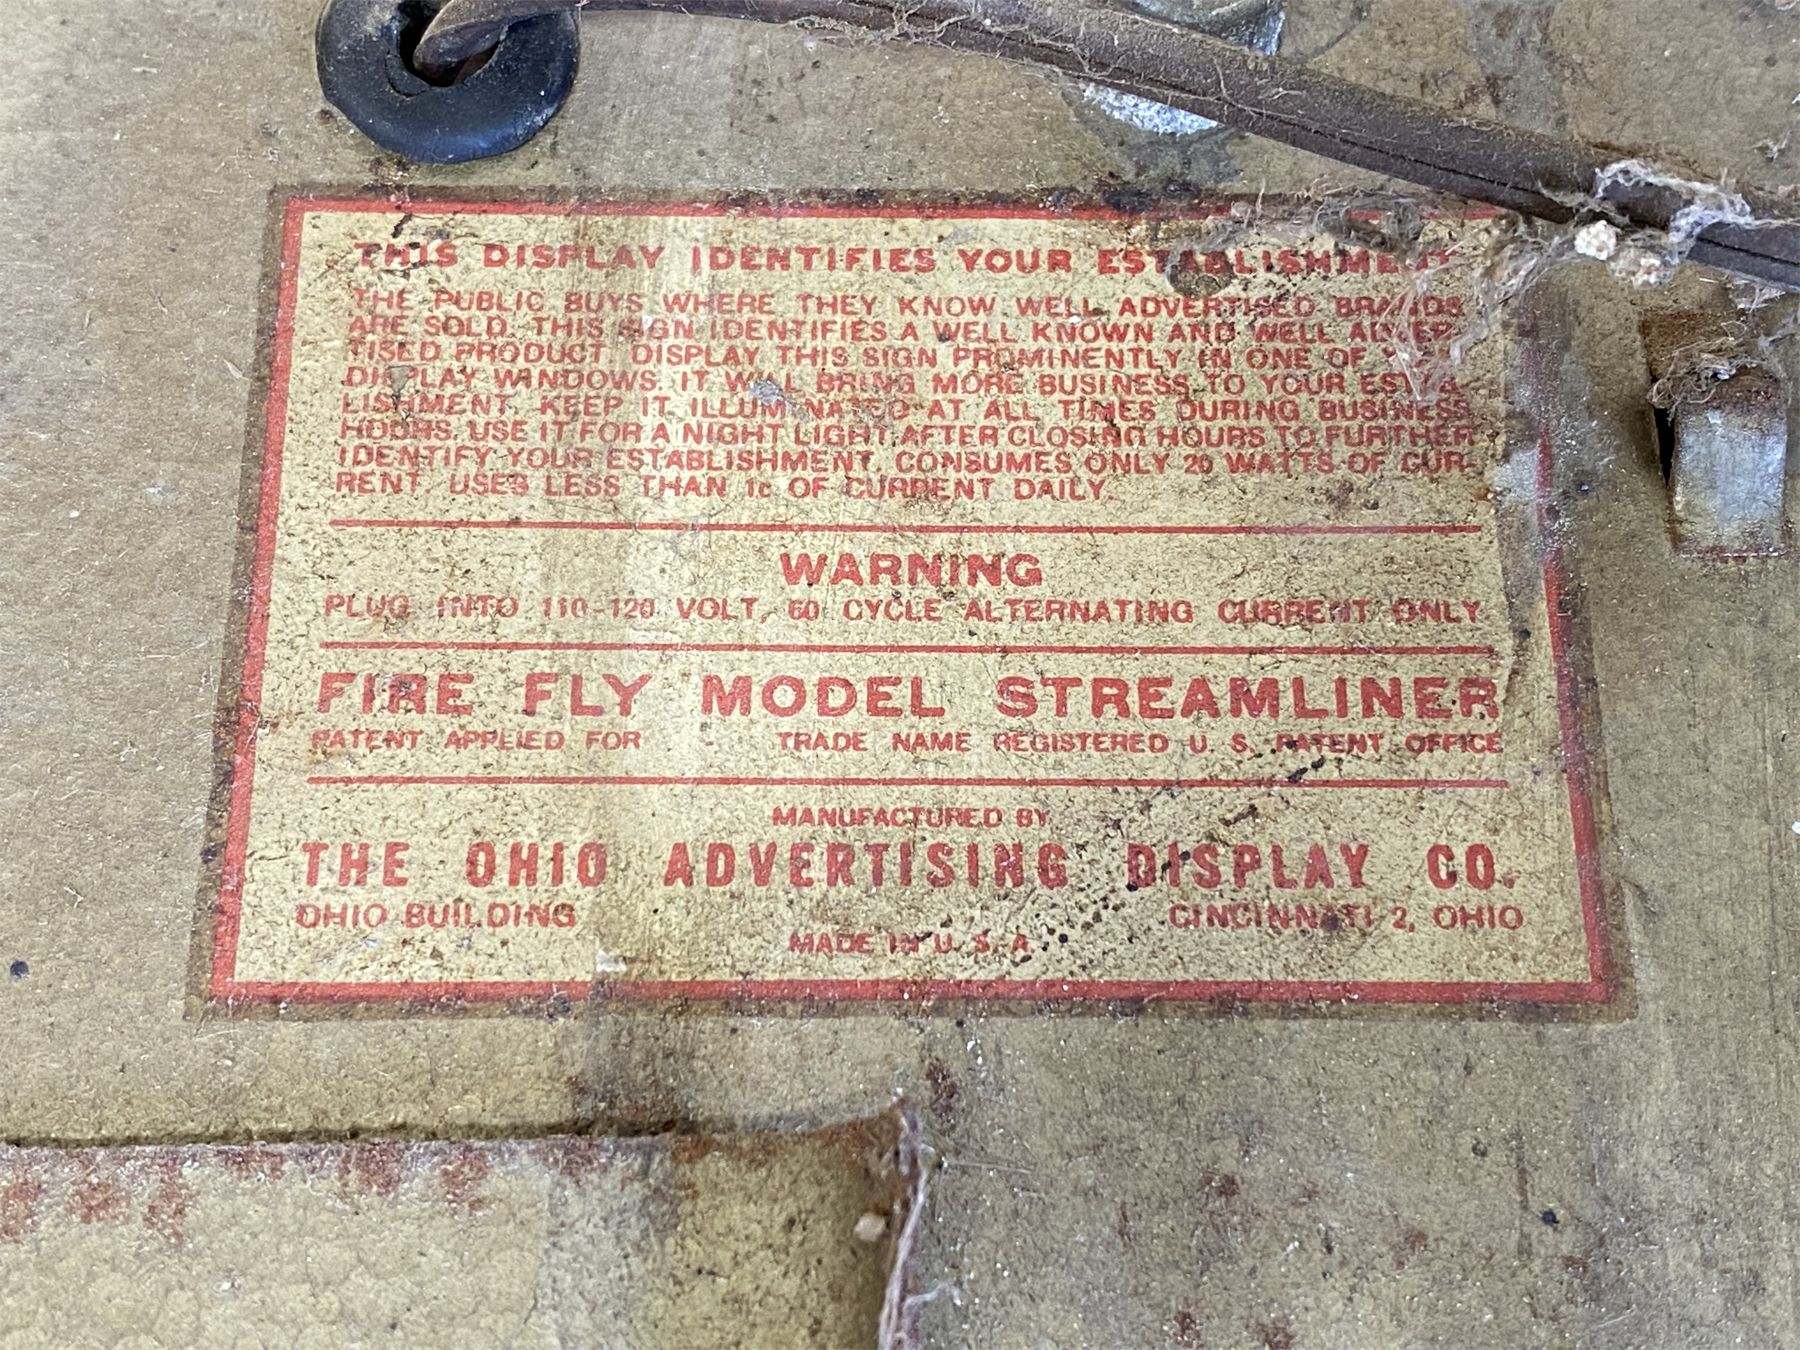 THIS DISPLAY IDENTIFIES YOUR ESTABLISHMENT
THE PUBLIC BUYS WHERE THEY KNOW WELL ADVERTISED BRANDS
ARE SOLD. THIS SIGN IDENTIFIES A WELL KNOWN AND WELL ADVER-
TISED PRODUCT. DISPLAY THIS SIGN PROMINENTLY IN ONE OF YOUR
DISPLAY WINDOWS. IT WILL BRING MORE BUSINESS TO YOUR ESTAB-
LISHMENT. KEEP IT ILLUMINATED AT ALL TIMES DURING BUSINESS
HOURS. USE IT FOR A NIGHT LIGHT AFTER CLOSING HOURS TO FURTHER
IDENTIFY YOUR ESTABLISHMENT. CONSUMES ONLY 20 WATTS OF CUR-
RENT. USES LESS THAN 1c OF CURRENT DAILY.
WARNING
PLUG INTO 110-120 VOLT, 60 CYCLE ALTERNATING CURRENT ONLY.
FIRE FLY MODEL STREAMLINER
PATENT APPLIED FOR - TRADE NAME REGISTERED U. S. PATENT OFFICE
MANUFACTURED BY
THE OHIO ADVERTISING DISPLAY CO.
OHIO BUILDING CINCINNATI 2, OHIO
MADE IN U. S. A.